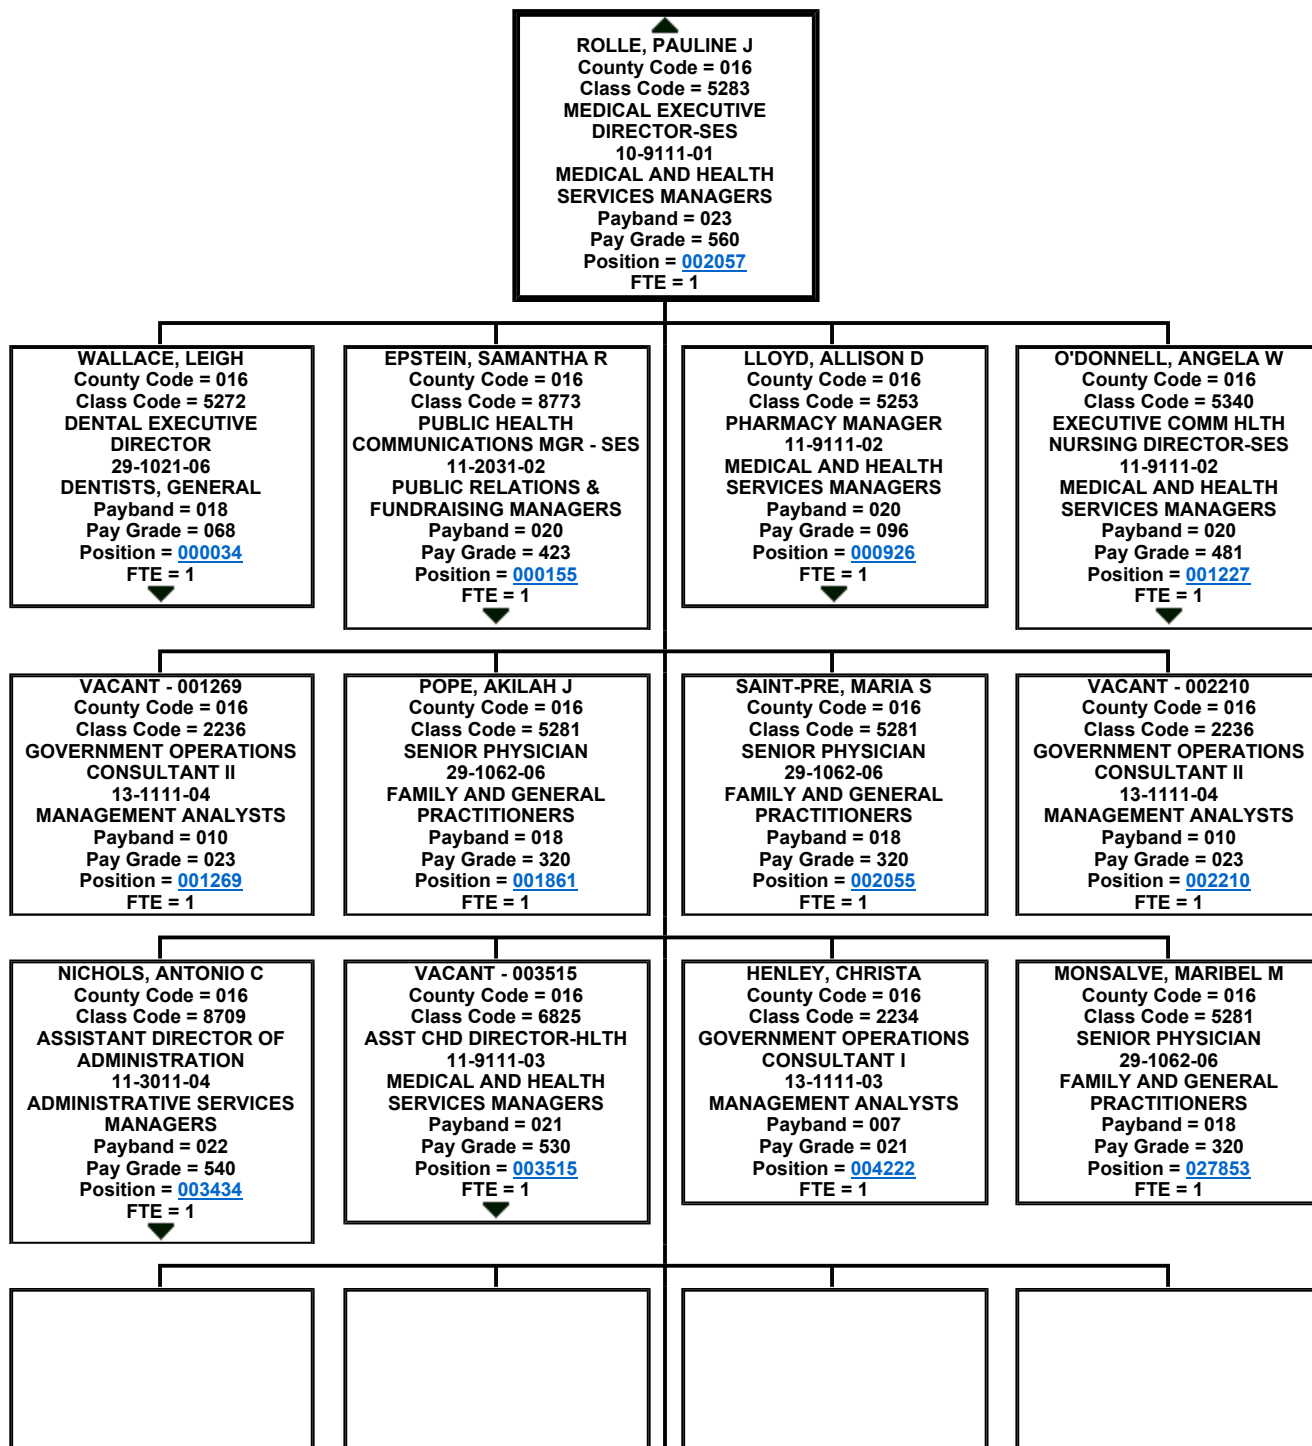 ROLLE, PAULINE J
County Code = 016
Class Code = 5283
MEDICAL EXECUTIVE
DIRECTOR-SES
10-9111-01
MEDICAL AND HEALTH
SERVICES MANAGERS
Payband = 023
Pay Grade = 560
Position = 002057
FTE = 1
WALLACE, LEIGH
County Code = 016
Class Code = 5272
DENTAL EXECUTIVE
DIRECTOR
29-1021-06
DENTISTS, GENERAL
Payband = 018
Pay Grade = 068
Position = 000034
FTE = 1
EPSTEIN, SAMANTHA R
County Code = 016
Class Code = 8773
PUBLIC HEALTH
COMMUNICATIONS MGR - SES
11-2031-02
PUBLIC RELATIONS &
FUNDRAISING MANAGERS
Payband = 020
Pay Grade = 423
Position = 000155
FTE = 1
LLOYD, ALLISON D
County Code = 016
Class Code = 5253
PHARMACY MANAGER
11-9111-02
MEDICAL AND HEALTH
SERVICES MANAGERS
Payband = 020
Pay Grade = 096
Position = 000926
FTE = 1
O'DONNELL, ANGELA W
County Code = 016
Class Code = 5340
EXECUTIVE COMM HLTH
NURSING DIRECTOR-SES
11-9111-02
MEDICAL AND HEALTH
SERVICES MANAGERS
Payband = 020
Pay Grade = 481
Position = 001227
FTE = 1
VACANT - 001269
County Code = 016
Class Code = 2236
GOVERNMENT OPERATIONS
CONSULTANT II
13-1111-04
MANAGEMENT ANALYSTS
Payband = 010
Pay Grade = 023
Position = 001269
FTE = 1
POPE, AKILAH J
County Code = 016
Class Code = 5281
SENIOR PHYSICIAN
29-1062-06
FAMILY AND GENERAL
PRACTITIONERS
Payband = 018
Pay Grade = 320
Position = 001861
FTE = 1
SAINT-PRE, MARIA S
County Code = 016
Class Code = 5281
SENIOR PHYSICIAN
29-1062-06
FAMILY AND GENERAL
PRACTITIONERS
Payband = 018
Pay Grade = 320
Position = 002055
FTE = 1
VACANT - 002210
County Code = 016
Class Code = 2236
GOVERNMENT OPERATIONS
CONSULTANT II
13-1111-04
MANAGEMENT ANALYSTS
Payband = 010
Pay Grade = 023
Position = 002210
FTE = 1
NICHOLS, ANTONIO C
County Code = 016
Class Code = 8709
ASSISTANT DIRECTOR OF
ADMINISTRATION
11-3011-04
ADMINISTRATIVE SERVICES
MANAGERS
Payband = 022
Pay Grade = 540
Position = 003434
FTE = 1
VACANT - 003515
County Code = 016
Class Code = 6825
ASST CHD DIRECTOR-HLTH
11-9111-03
MEDICAL AND HEALTH
SERVICES MANAGERS
Payband = 021
Pay Grade = 530
Position = 003515
FTE = 1
HENLEY, CHRISTA
County Code = 016
Class Code = 2234
GOVERNMENT OPERATIONS
CONSULTANT I
13-1111-03
MANAGEMENT ANALYSTS
Payband = 007
Pay Grade = 021
Position = 004222
FTE = 1
MONSALVE, MARIBEL M
County Code = 016
Class Code = 5281
SENIOR PHYSICIAN
29-1062-06
FAMILY AND GENERAL
PRACTITIONERS
Payband = 018
Pay Grade = 320
Position = 027853
FTE = 1